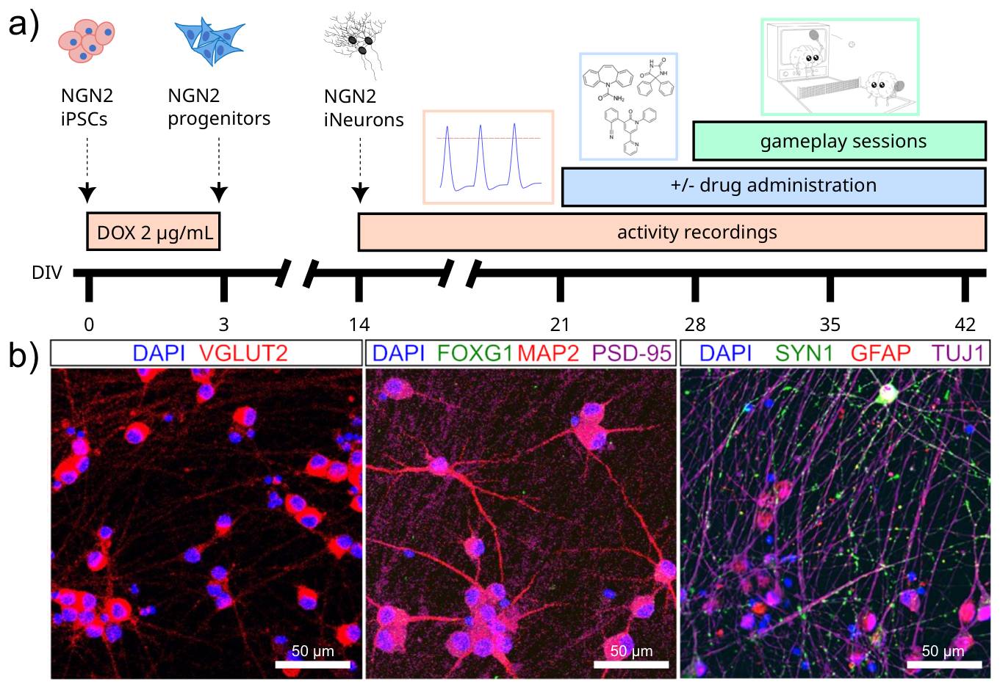 a)
NGN2
iPSCs
NGN2
progenitors
NGN2
iNeurons
N
O
NH₂
H
N
O
O
NH
O
N
N
N
gameplay sessions
+/- drug administration
DOX 2 µg/mL
activity recordings
DIV
0 3 14 21 28 35 42
b)
DAPI VGLUT2
DAPI FOXG1 MAP2 PSD-95
DAPI SYN1 GFAP TUJ1
50 µm
50 µm
50 µm